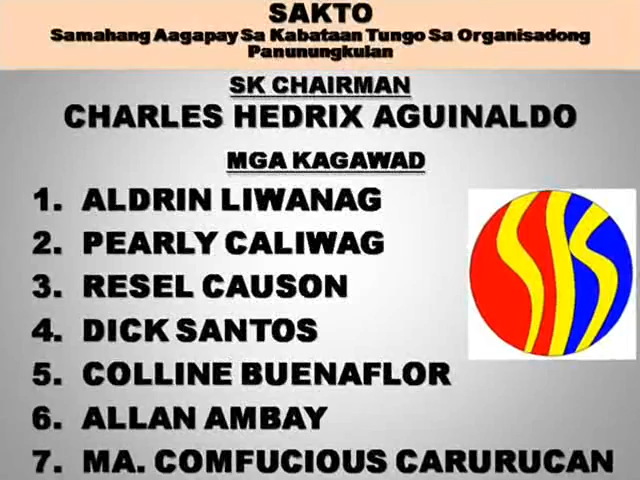 SAKTO
Samahang Aagapay Sa Kabataan Tungo Sa Organisadong
Panunungkulan
SK CHAIRMAN
CHARLES HEDRIX AGUINALDO
MGA KAGAWAD
1. ALDRIN LIWANAG
2. PEARLY CALIWAG
3. RESEL CAUSON
4. DICK SANTOS
5. COLLINE BUENAFLOR
6. ALLAN AMBAY
7. MA. COMFUCIOUS CARURUCAN
SK